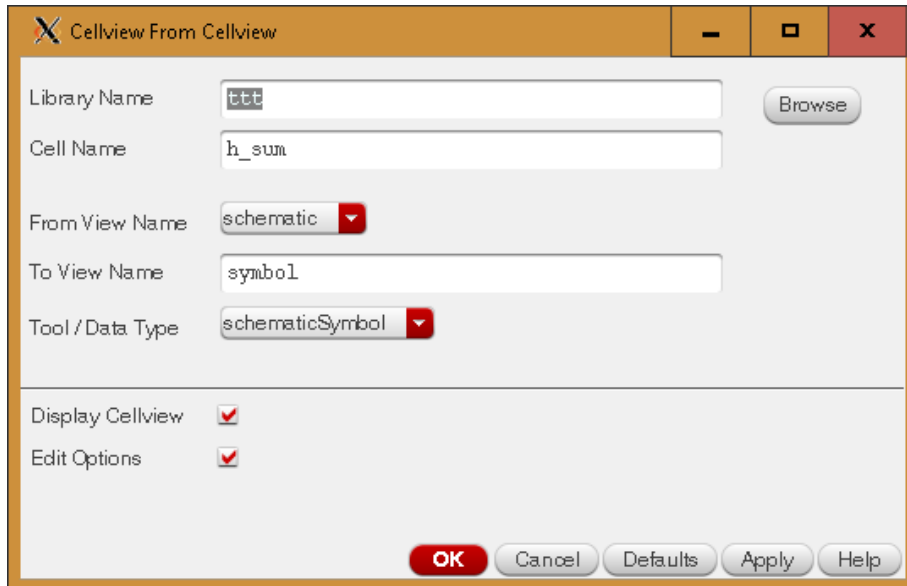 Cellview From Cellview
Library Name ttt Browse
Cell Name h_sum
From View Name schematic
To View Name symbol
Tool / Data Type schematicSymbol
Display Cellview
Edit Options
OK Cancel Defaults Apply Help